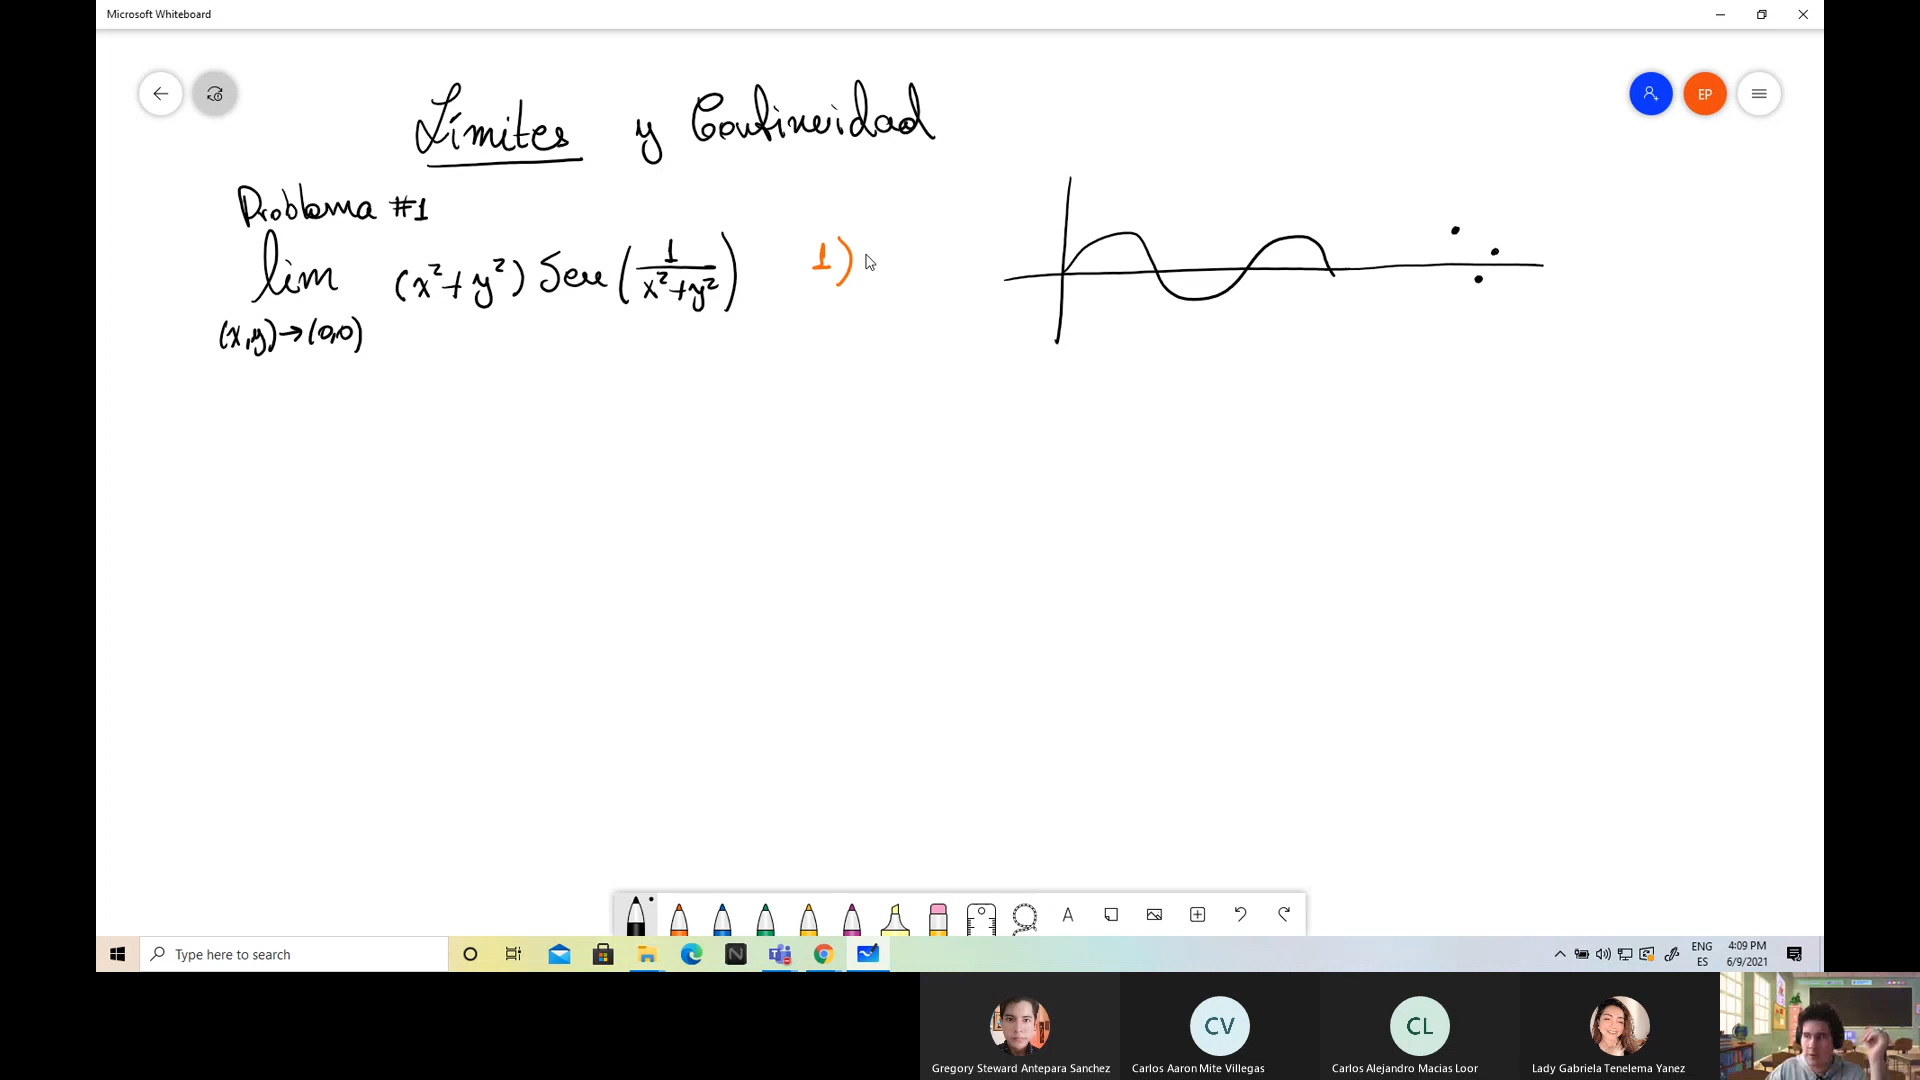 Microsoft Whiteboard
EP
Límites y Continuidad
Problema #1
lim (x²+y²) Sen (1/(x²+y²)) 1)
(x,y)→(0,0)
A
Type here to search
N
ENG
ES
4:09 PM
6/9/2021
CV
CL
Gregory Steward Antepara Sanchez
Carlos Aaron Mite Villegas
Carlos Alejandro Macias Loor
Lady Gabriela Tenelema Yanez